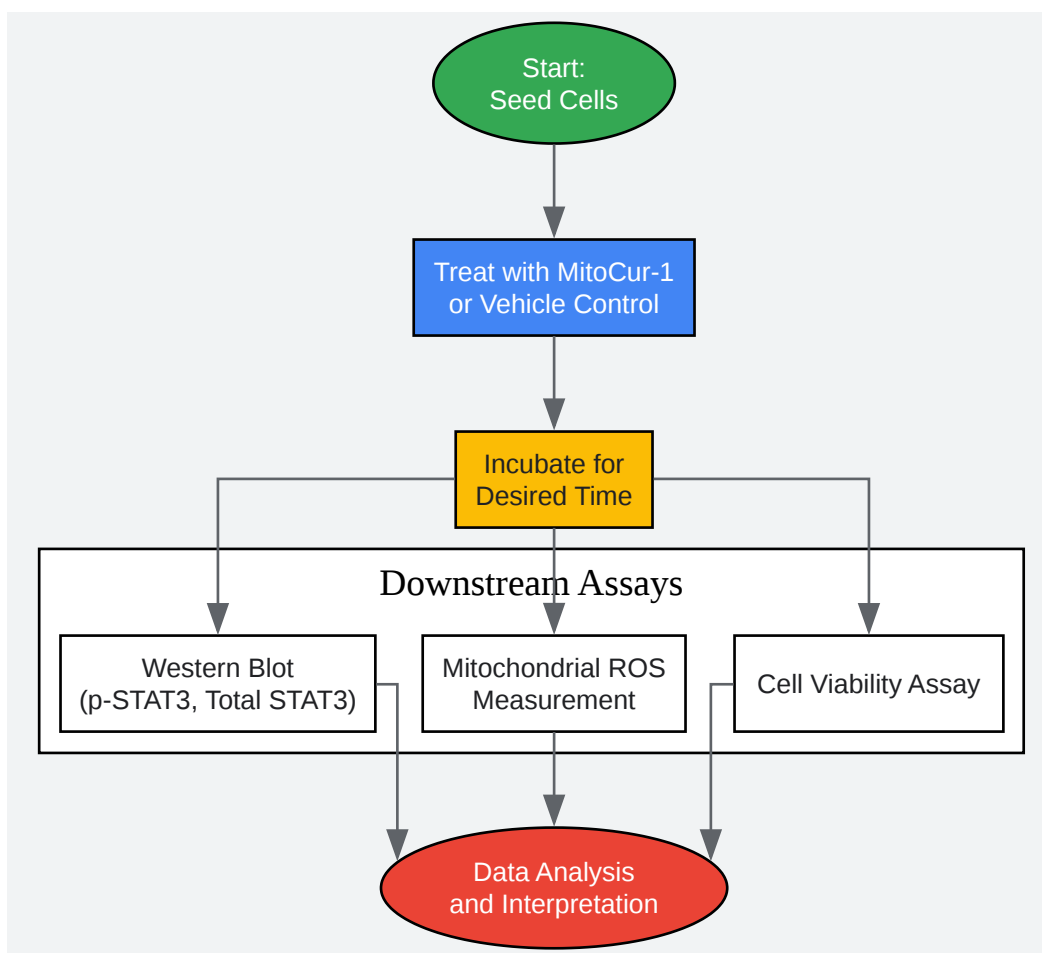 Start:
Seed Cells
Treat with MitoCur-1
or Vehicle Control
Incubate for
Desired Time
Downstream Assays
Western Blot
(p-STAT3, Total STAT3)
Mitochondrial ROS
Measurement
Cell Viability Assay
Data Analysis
and Interpretation